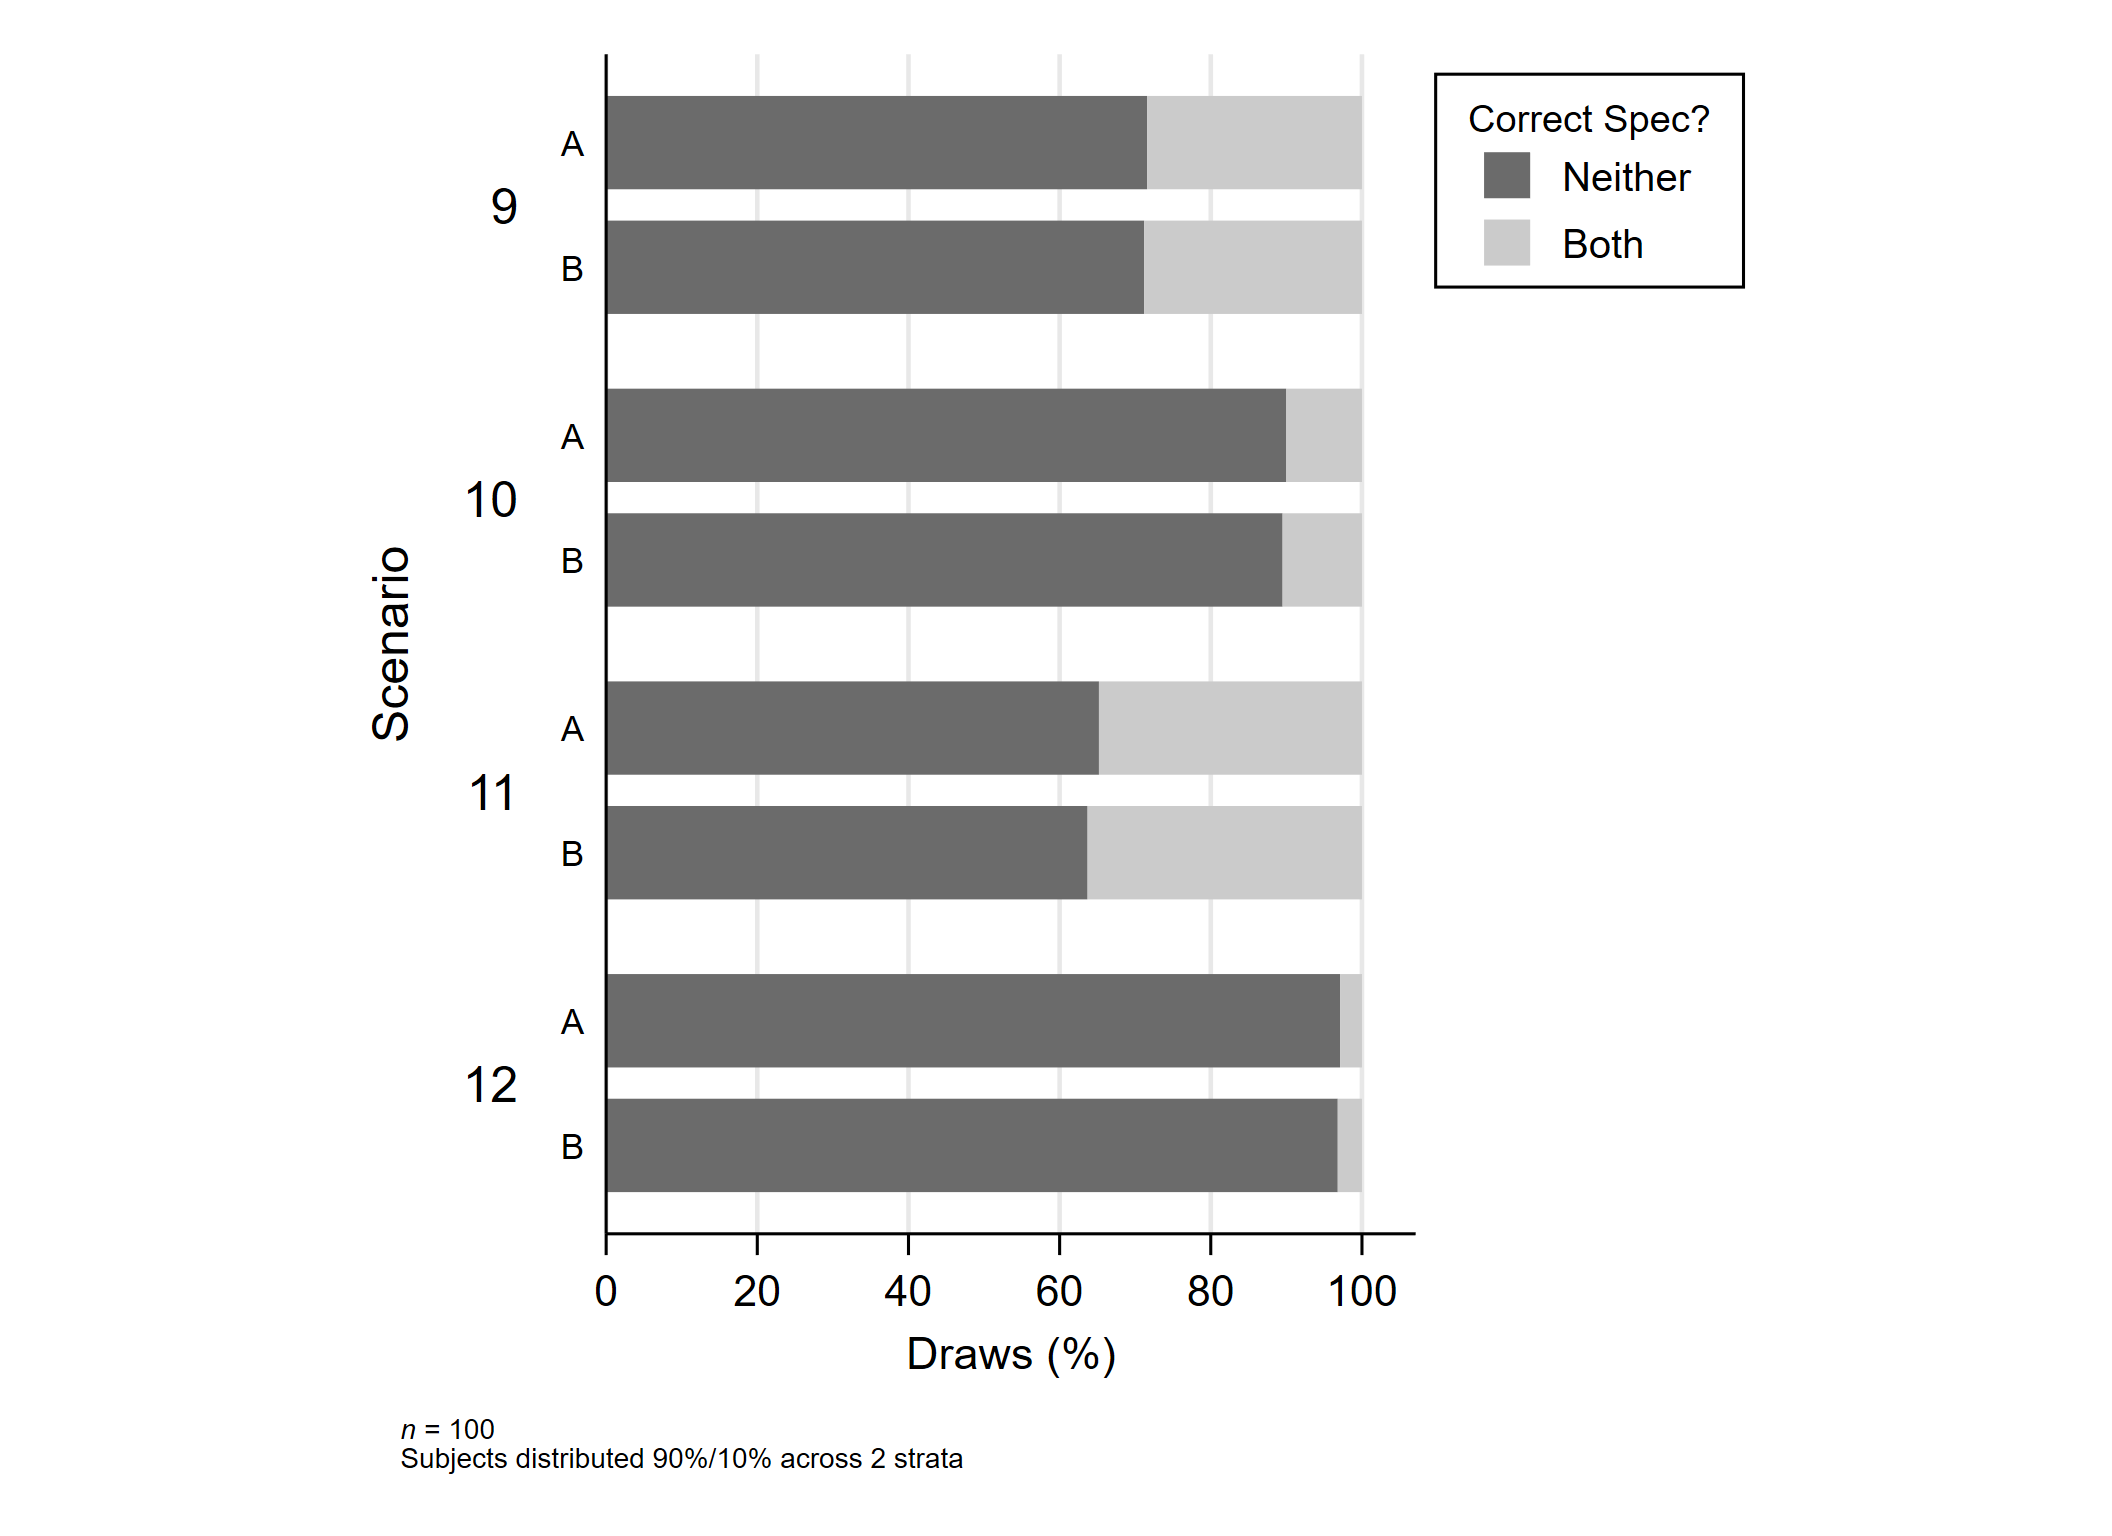 Correct Spec?
Neither
Both
Scenario
9
A
B
10
A
B
11
A
B
12
A
B
0 20 40 60 80 100
Draws (%)
n = 100
Subjects distributed 90%/10% across 2 strata